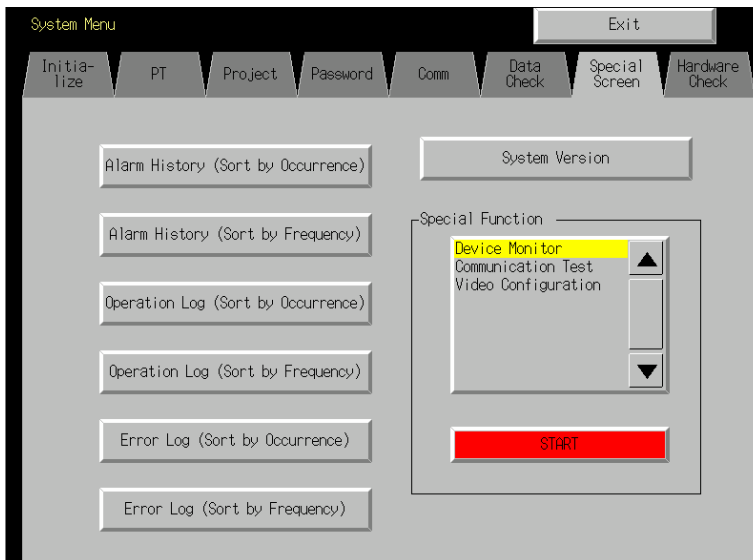 System Menu
Exit
Initia-
lize
PT
Project
Password
Comm
Data
Check
Special
Screen
Hardware
Check
Alarm History (Sort by Occurrence)
Alarm History (Sort by Frequency)
Operation Log (Sort by Occurrence)
Operation Log (Sort by Frequency)
Error Log (Sort by Occurrence)
Error Log (Sort by Frequency)
System Version
Special Function
Device Monitor
Communication Test
Video Configuration
START